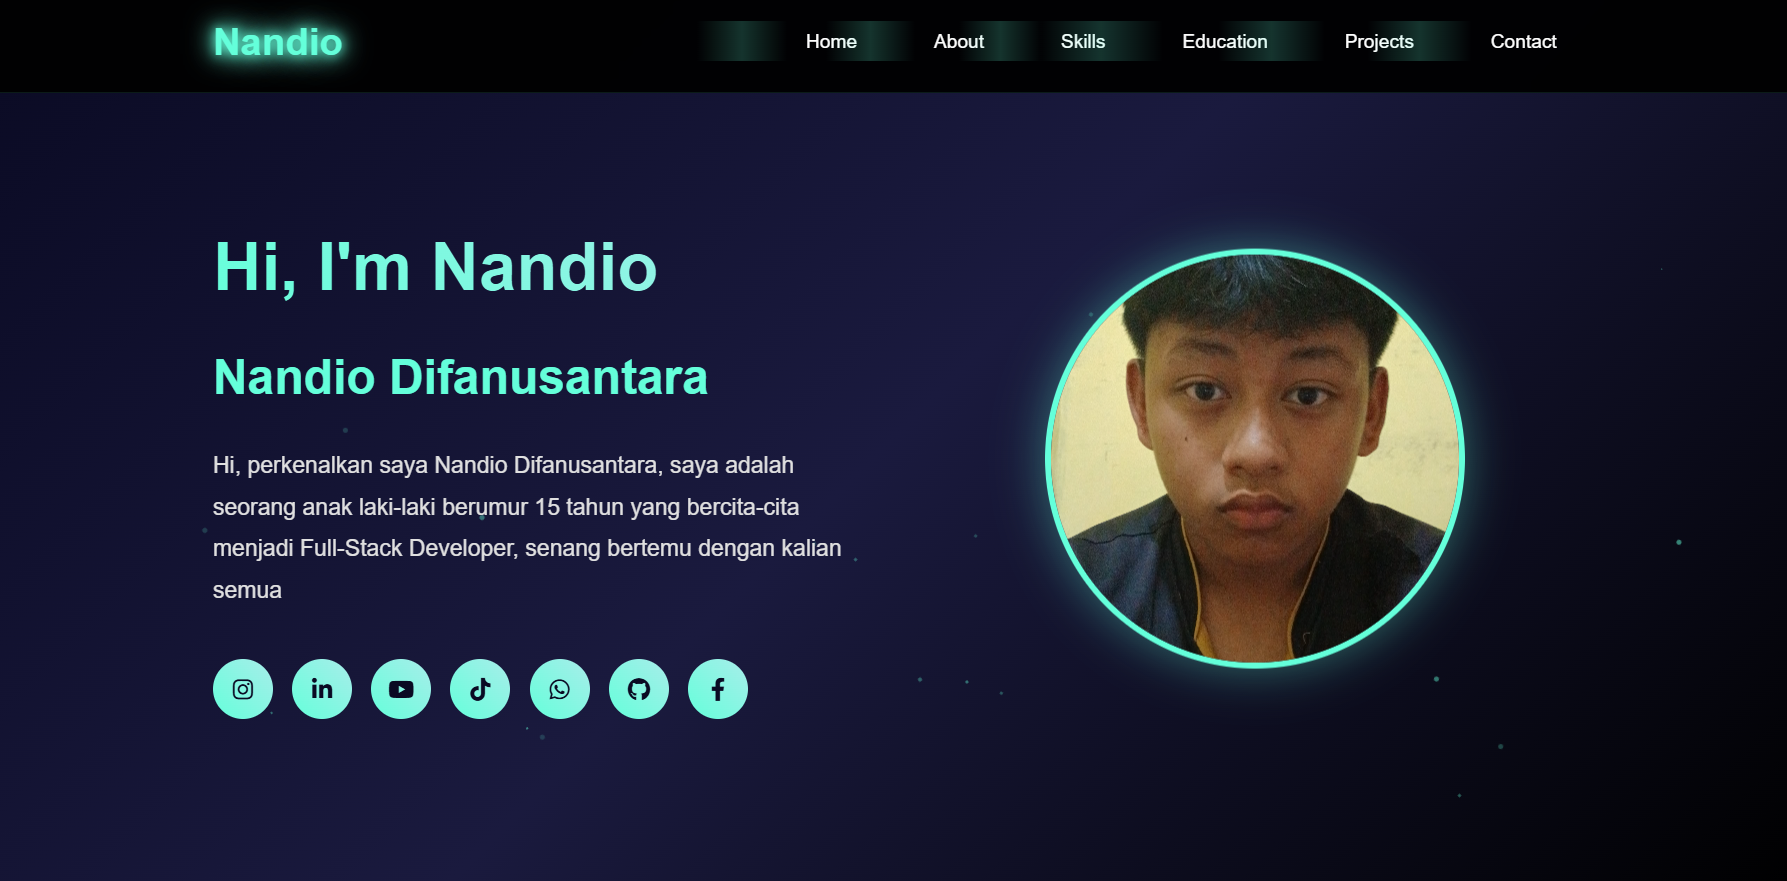 Nandio
Home About Skills Education Projects Contact
Hi, I'm Nandio
Nandio Difanusantara
Hi, perkenalkan saya Nandio Difanusantara, saya adalah
seorang anak laki-laki berumur 15 tahun yang bercita-cita
menjadi Full-Stack Developer, senang bertemu dengan kalian
semua